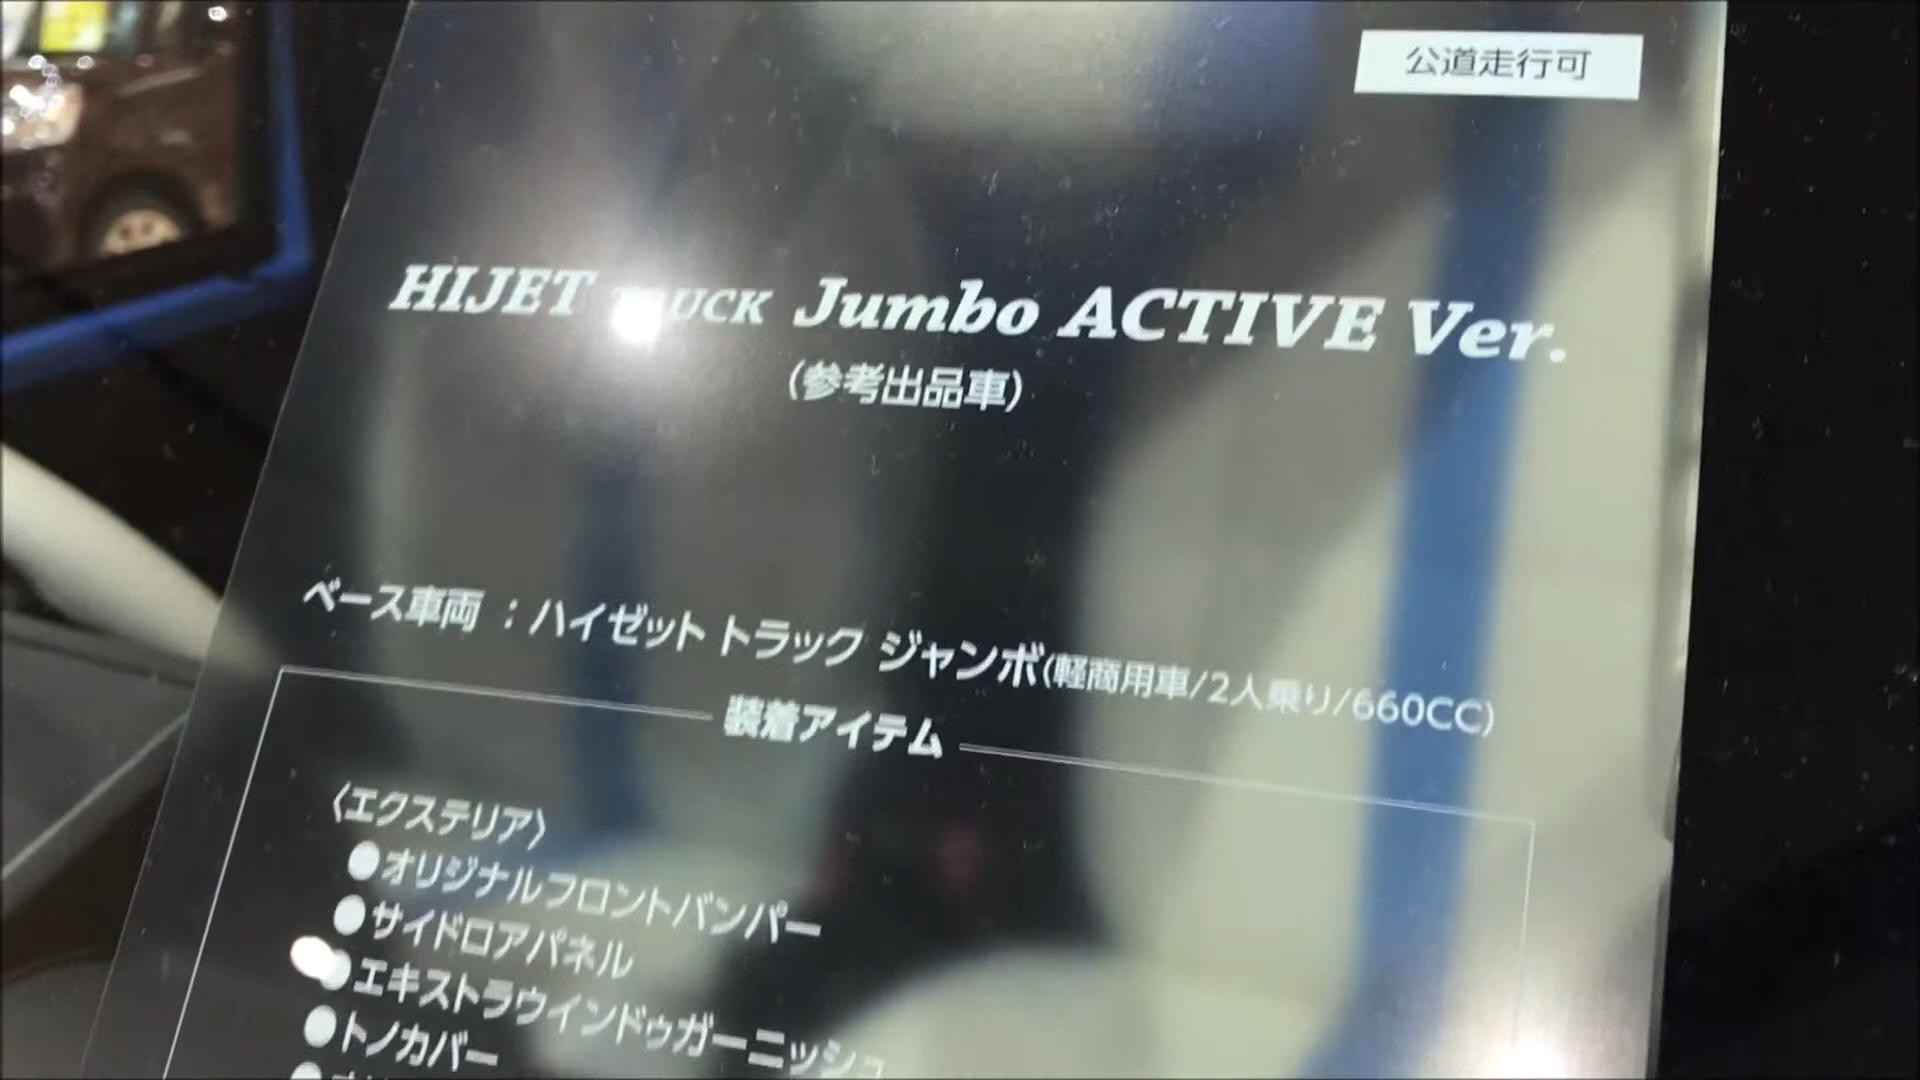 公道走行可
HIJET TRUCK Jumbo ACTIVE Ver.
(参考出品車)
ベース車両 : ハイゼット トラック ジャンボ(軽商用車/2人乗り/660CC)
装着アイテム
〈エクステリア〉
●オリジナルフロントバンパー
●サイドロアパネル
●エキストラウインドゥガーニッシュ
●トノカバー